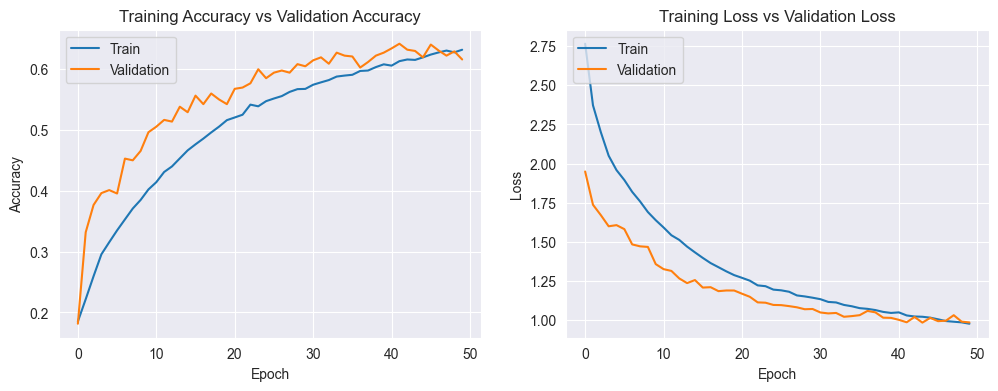 Training Accuracy vs Validation Accuracy
Train
Validation
0.6
0.5
0.4
0.3
0.2
Accuracy
0
10
20
30
40
50
Epoch
Training Loss vs Validation Loss
Train
Validation
2.75
2.50
2.25
2.00
1.75
1.50
1.25
1.00
Loss
0
10
20
30
40
50
Epoch